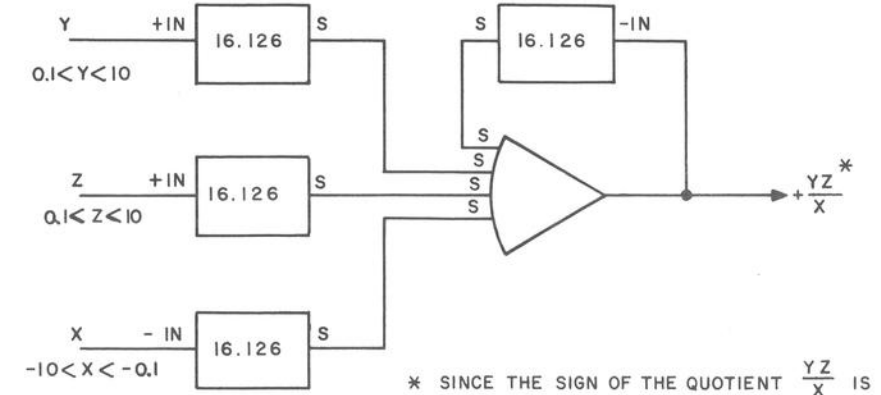 Y +IN 16.126 S
0.1<Y<10
S 16.126 -IN
S
S
S
S
Z +IN 16.126 S
0.1<Z<10
+ YZ/X *
X - IN 16.126 S
-10<X<-0.1
* SINCE THE SIGN OF THE QUOTIENT YZ/X IS